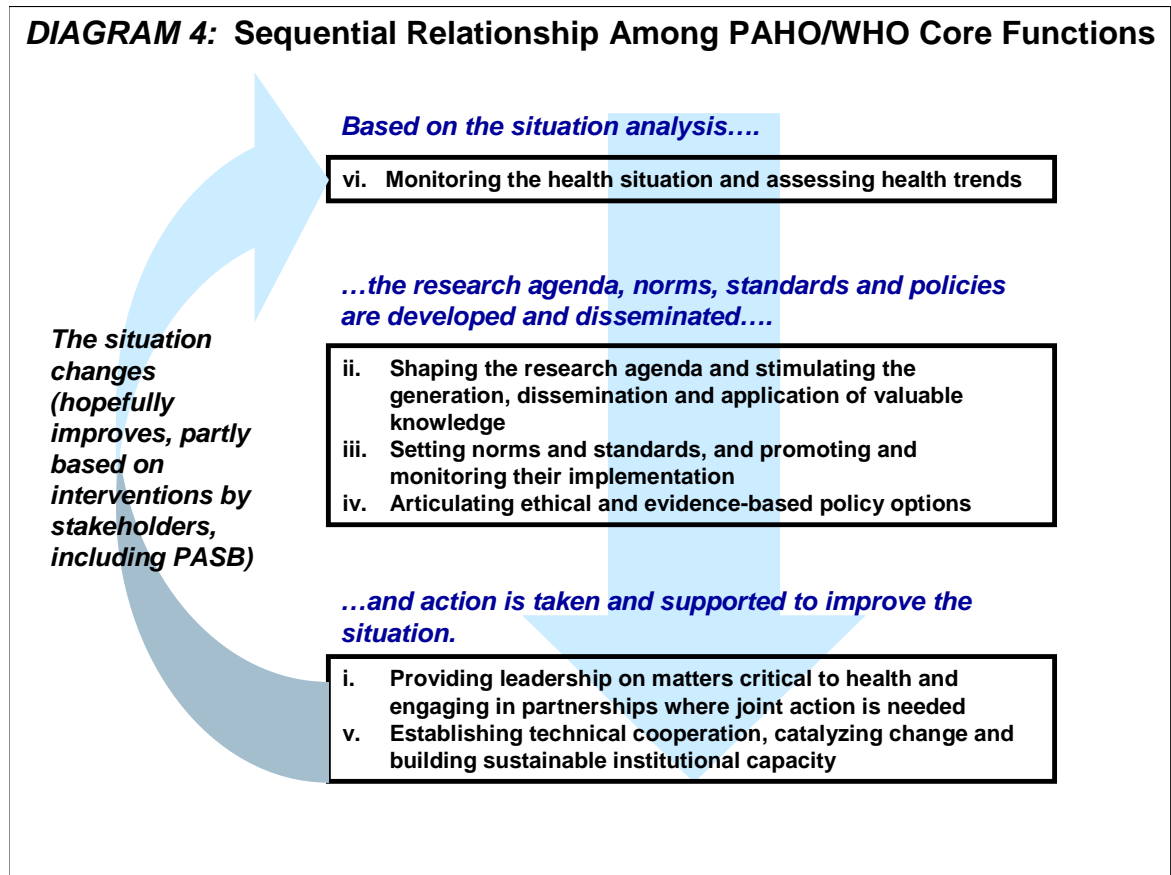 DIAGRAM 4: Sequential Relationship Among PAHO/WHO Core Functions
Based on the situation analysis….
vi. Monitoring the health situation and assessing health trends
…the research agenda, norms, standards and policies
are developed and disseminated….
ii. Shaping the research agenda and stimulating the
generation, dissemination and application of valuable
knowledge
iii. Setting norms and standards, and promoting and
monitoring their implementation
iv. Articulating ethical and evidence-based policy options
…and action is taken and supported to improve the
situation.
i. Providing leadership on matters critical to health and
engaging in partnerships where joint action is needed
v. Establishing technical cooperation, catalyzing change and
building sustainable institutional capacity
The situation
changes
(hopefully
improves, partly
based on
interventions by
stakeholders,
including PASB)